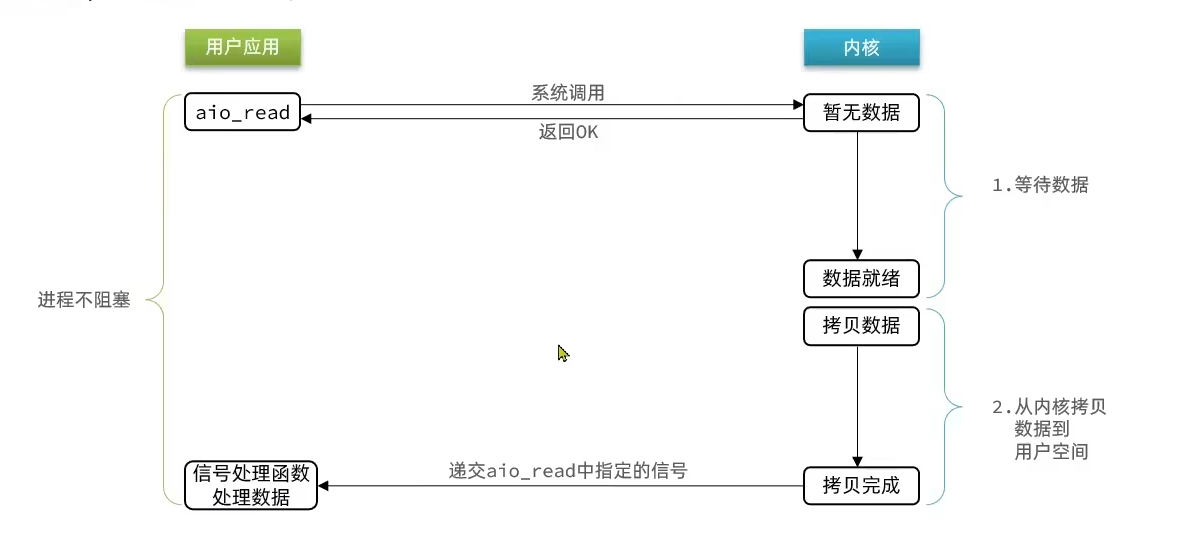 用户应用
内核
aio_read
系统调用
返回OK
暂无数据
1.等待数据
数据就绪
进程不阻塞
拷贝数据
2.从内核拷贝
数据到
用户空间
信号处理函数
处理数据
递交aio_read中指定的信号
拷贝完成